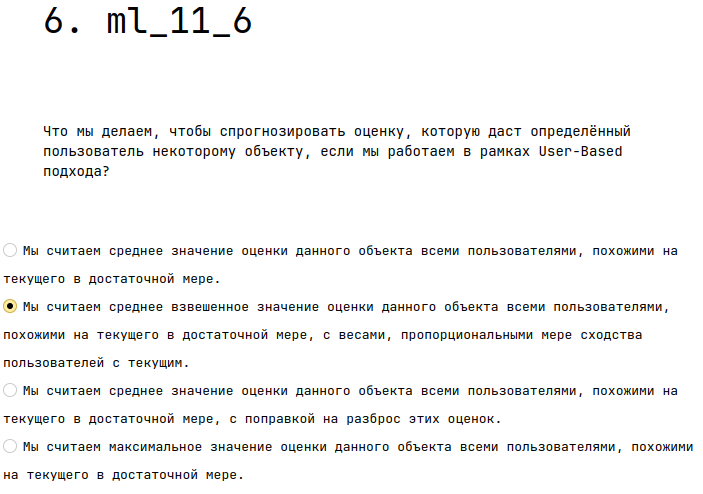 6. ml_11_6
Что мы делаем, чтобы спрогнозировать оценку, которую даст определённый
пользователь некоторому объекту, если мы работаем в рамках User-Based
подхода?
Мы считаем среднее значение оценки данного объекта всеми пользователями, похожими на
текущего в достаточной мере.
Мы считаем среднее взвешенное значение оценки данного объекта всеми пользователями,
похожими на текущего в достаточной мере, с весами, пропорциональными мере сходства
пользователей с текущим.
Мы считаем среднее значение оценки данного объекта всеми пользователями, похожими на
текущего в достаточной мере, с поправкой на разброс этих оценок.
Мы считаем максимальное значение оценки данного объекта всеми пользователями, похожими
на текущего в достаточной мере.